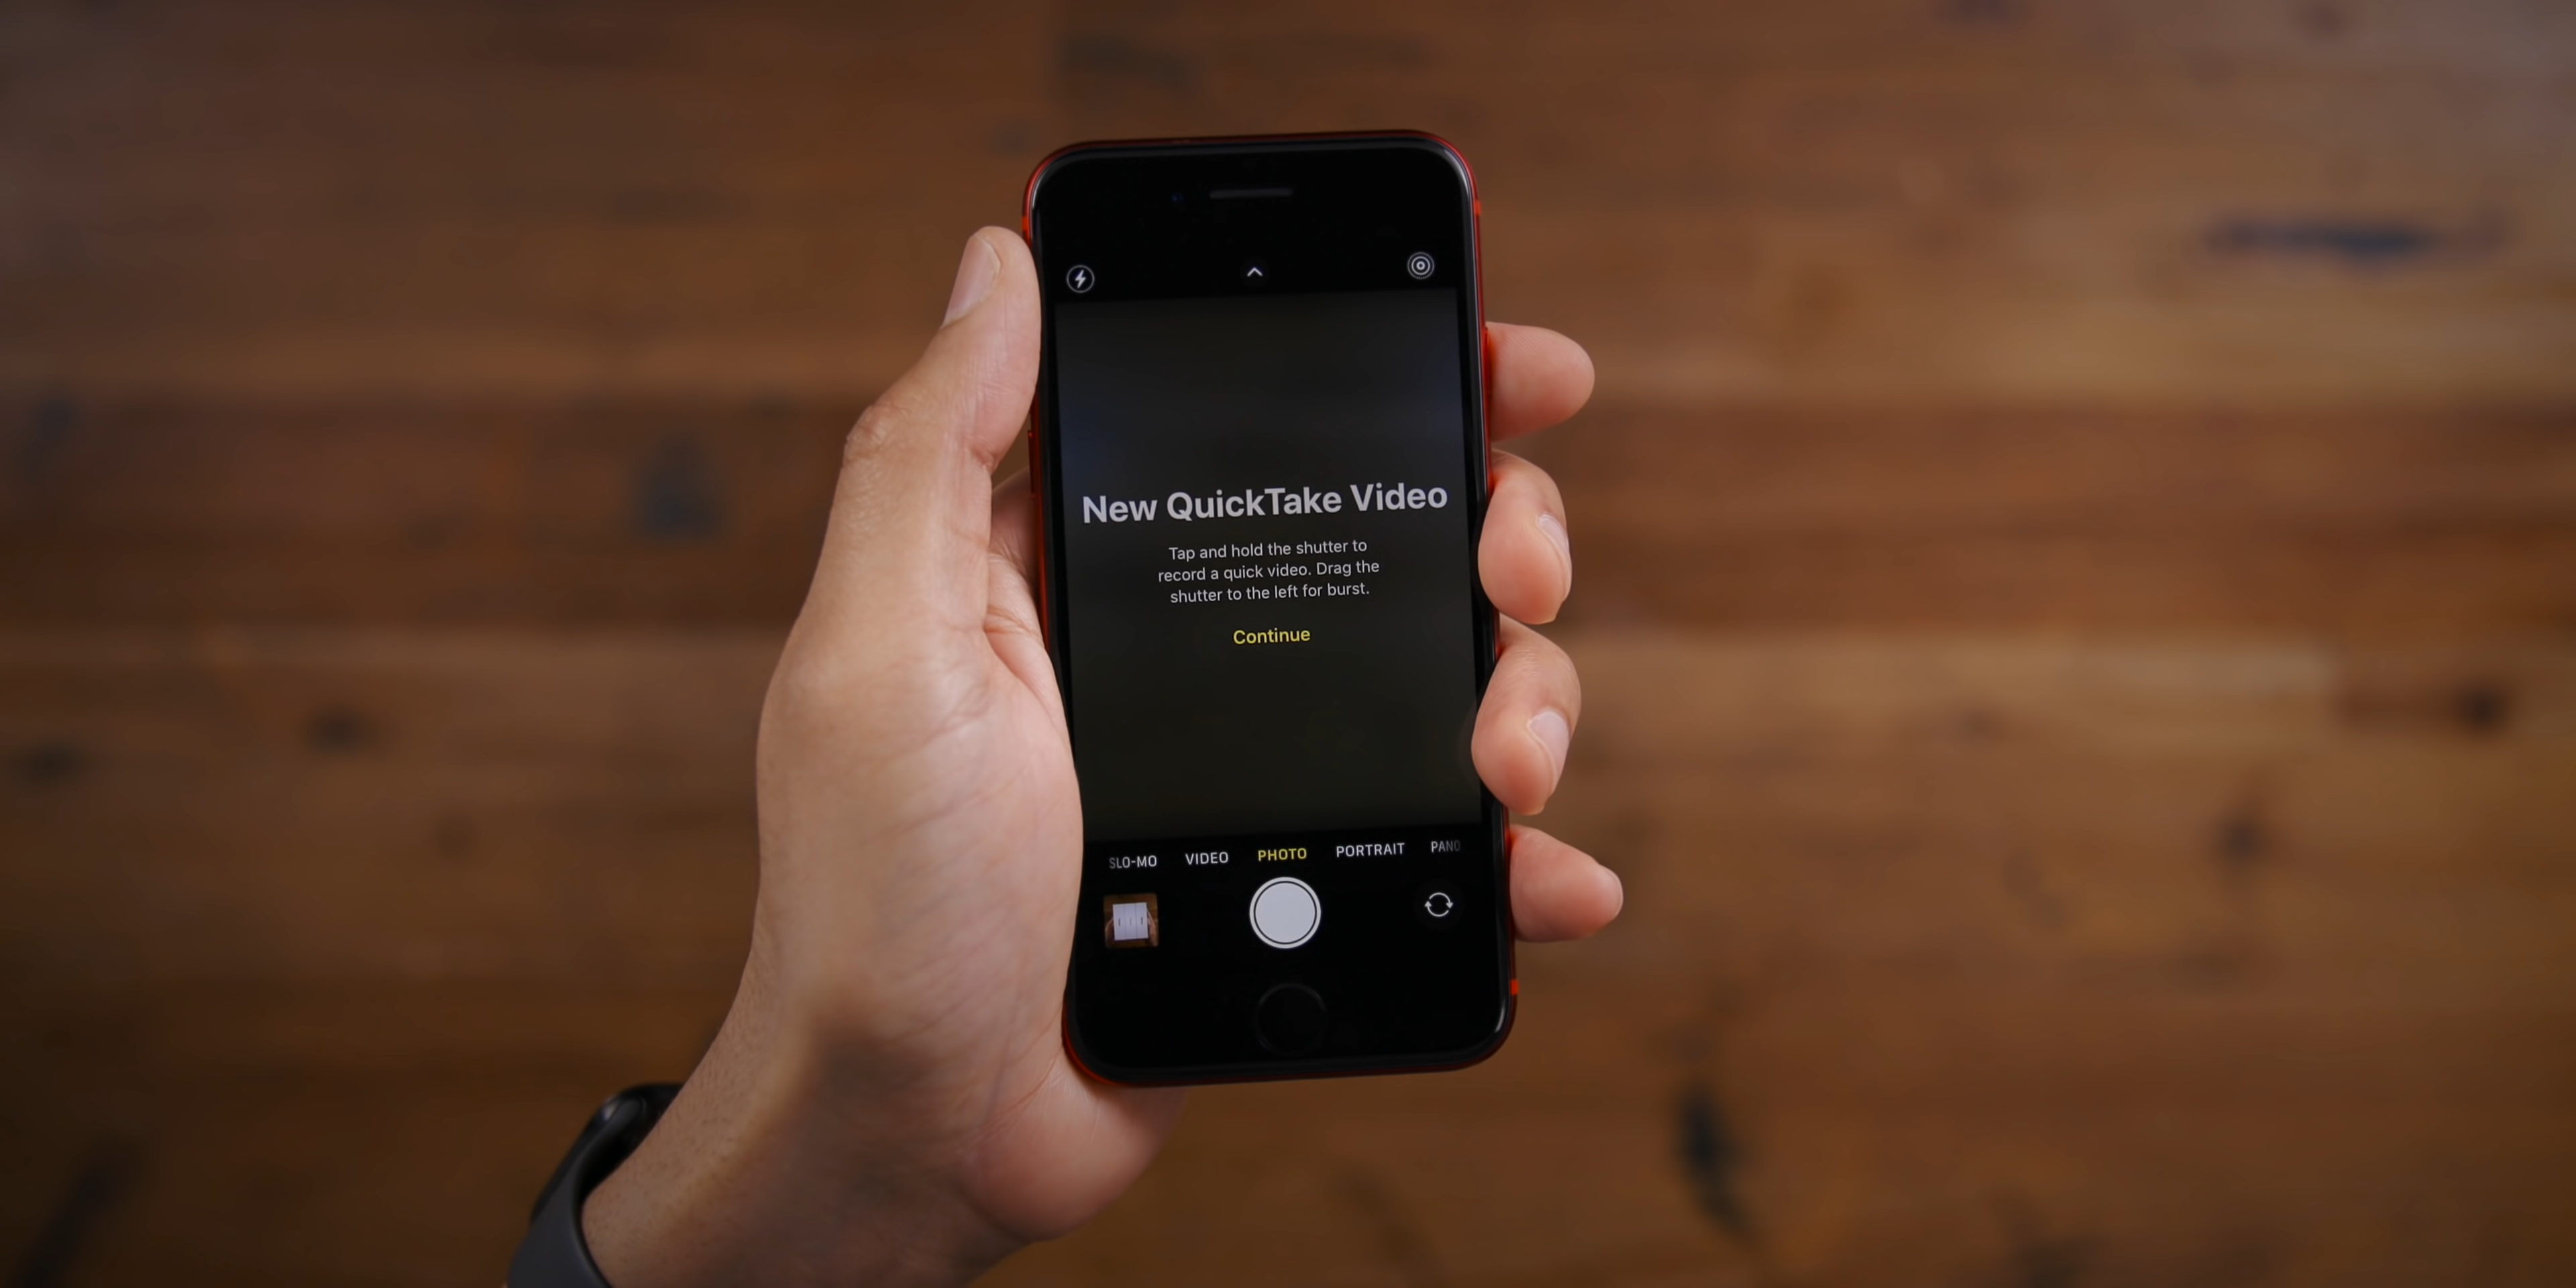 New QuickTake Video
Tap and hold the shutter to
record a quick video. Drag the
shutter to the left for burst.
Continue
SLO-MO VIDEO PHOTO PORTRAIT PANO